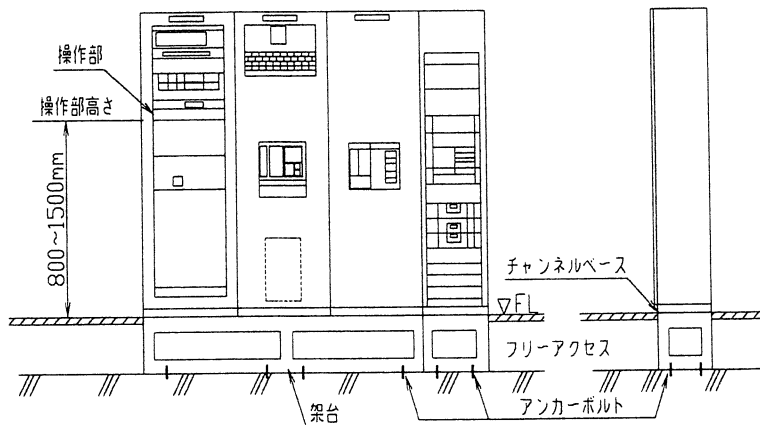 操作部
操作部高さ
800~1500mm
チャンネルベース
FL
フリーアクセス
架台
アンカーボルト